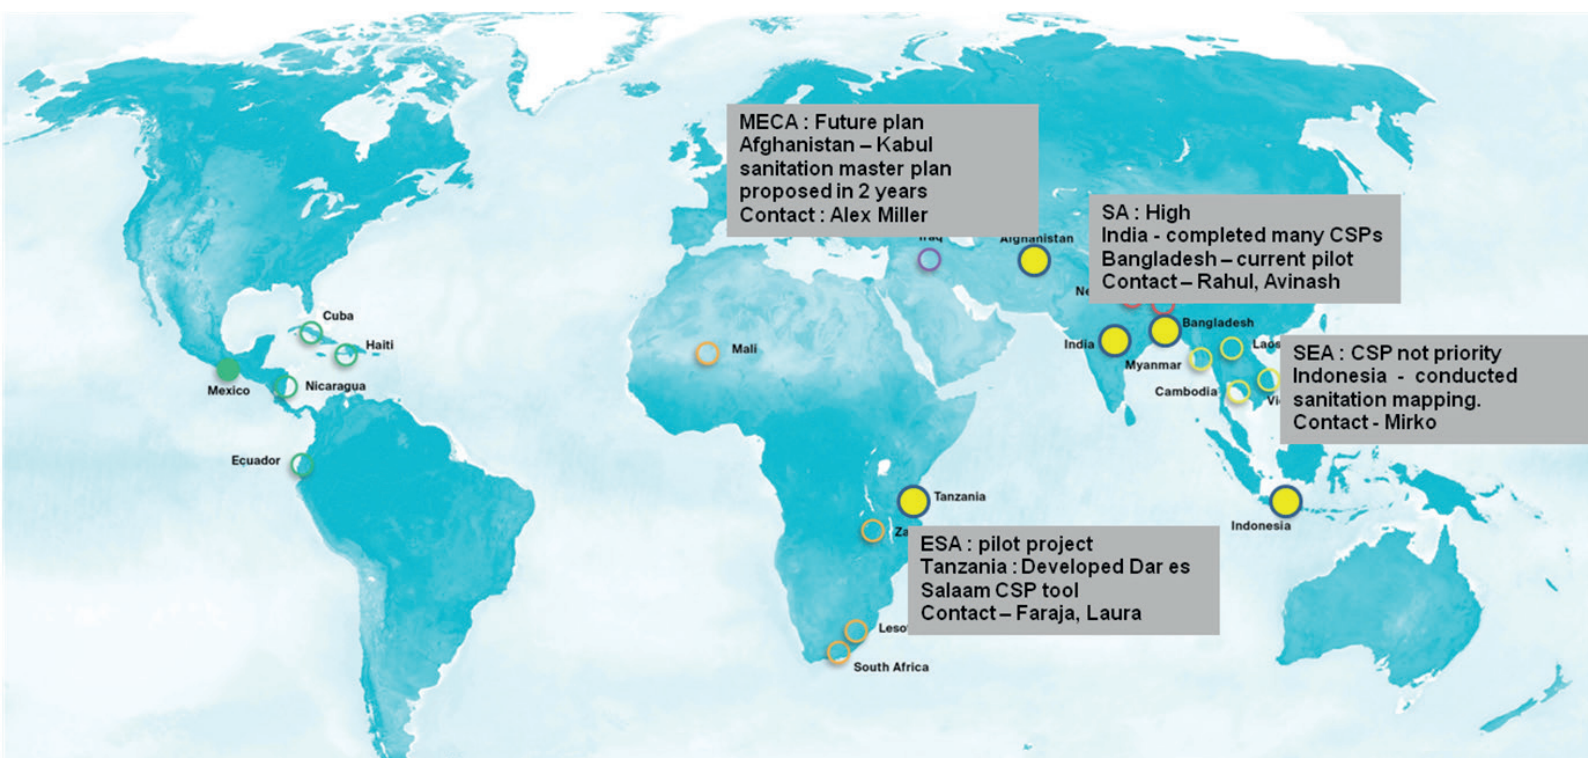 MECA : Future plan
Afghanistan – Kabul
sanitation master plan
proposed in 2 years
Contact : Alex Miller
SA : High
India - completed many CSPs
Bangladesh – current pilot
Contact – Rahul, Avinash
Iraq
Afghanistan
Cuba
Haiti
Mexico
Nicaragua
Ecuador
Mali
India
Bangladesh
Myanmar
Laos
Cambodia
SEA : CSP not priority
Indonesia - conducted
sanitation mapping.
Contact - Mirko
Tanzania
Indonesia
ESA : pilot project
Tanzania : Developed Dar es
Salaam CSP tool
Contact – Faraja, Laura
South Africa